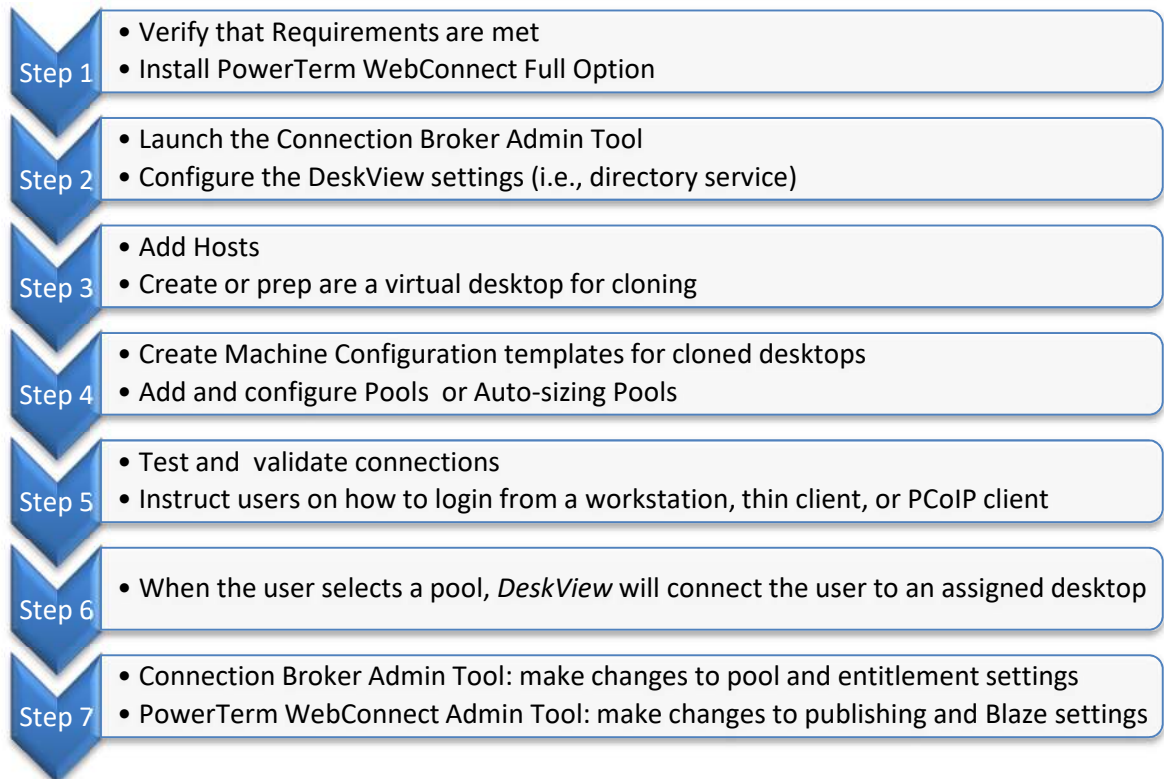 Step 1
• Verify that Requirements are met
• Install PowerTerm WebConnect Full Option
Step 2
• Launch the Connection Broker Admin Tool
• Configure the DeskView settings (i.e., directory service)
Step 3
• Add Hosts
• Create or prep are a virtual desktop for cloning
Step 4
• Create Machine Configuration templates for cloned desktops
• Add and configure Pools or Auto-sizing Pools
Step 5
• Test and validate connections
• Instruct users on how to login from a workstation, thin client, or PCoIP client
Step 6
• When the user selects a pool, DeskView will connect the user to an assigned desktop
Step 7
• Connection Broker Admin Tool: make changes to pool and entitlement settings
• PowerTerm WebConnect Admin Tool: make changes to publishing and Blaze settings